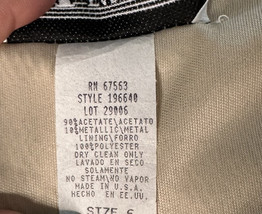 RN 67563
STYLE 196640
LOT 29006
90%ACETATE\ACETATO
10%METALLIC\METAL
LINING\FORRO
100%POLYESTER
DRY CLEAN ONLY
LAVADO EN SECO
SOLAMENTE
NO STEAM\NO VAPOR
MADE IN U.S.A.
HECHO EN EE.UU.
SIZE 6